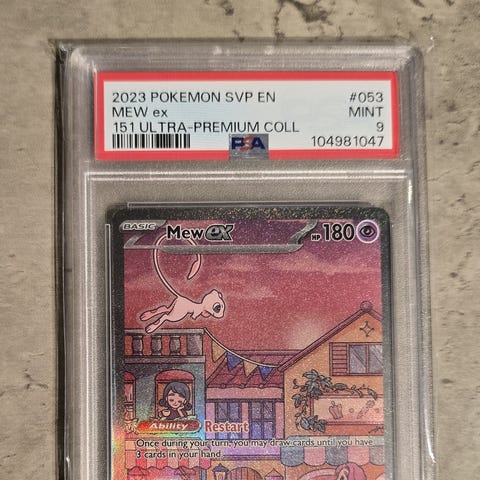 2023 POKEMON SVP EN #053
MEW ex MINT
151 ULTRA-PREMIUM COLL 9
PSA 104981047
BASIC Mew ex HP 180
Ability Restart
Once during your turn, you may draw cards until you have
3 cards in your hand